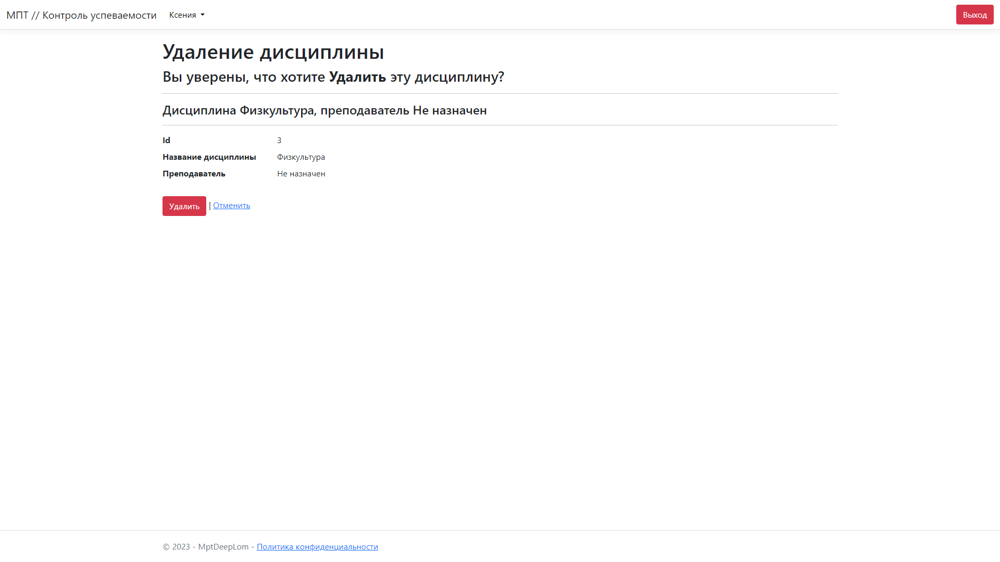 МПТ // Контроль успеваемости Ксения Выход
Удаление дисциплины
Вы уверены, что хотите Удалить эту дисциплину?
Дисциплина Физкультура, преподаватель Не назначен
Id 3
Название дисциплины Физкультура
Преподаватель Не назначен
Удалить | Отменить
© 2023 - MptDeepLom - Политика конфиденциальности